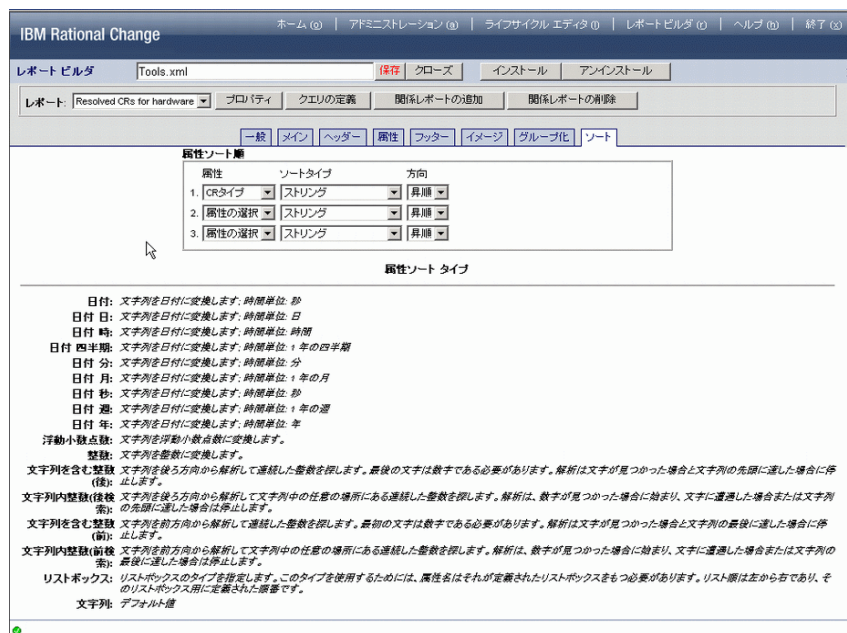 IBM Rational Change
ホーム (o) | アドミニストレーション (a) | ライフサイクル エディタ (l) | レポートビルダ (r) | ヘルプ (h) | 終了 (x)
レポート ビルダ Tools.xml 保存 クローズ インストール アンインストール
レポート: Resolved CRs for hardware プロパティ クエリの定義 関係レポートの追加 関係レポートの削除
一般 メイン ヘッダー 属性 フッター イメージ グループ化 ソート
属性ソート順
属性 ソートタイプ 方向
1. CRタイプ ストリング 昇順
2. 属性の選択 ストリング 昇順
3. 属性の選択 ストリング 昇順
属性ソート タイプ
日付: 文字列を日付に変換します; 時間単位: 秒
日付 日: 文字列を日付に変換します; 時間単位: 日
日付 時: 文字列を日付に変換します; 時間単位: 時間
日付 四半期: 文字列を日付に変換します; 時間単位: 1 年の四半期
日付 分: 文字列を日付に変換します; 時間単位: 分
日付 月: 文字列を日付に変換します; 時間単位: 1 年の月
日付 秒: 文字列を日付に変換します; 時間単位: 秒
日付 週: 文字列を日付に変換します; 時間単位: 1 年の週
日付 年: 文字列を日付に変換します; 時間単位: 年
浮動小数点数: 文字列を浮動小数点数に変換します。
整数: 文字列を整数に変換します。
文字列を含む整数 文字列を後ろ方向から解析して連続した整数を探します。最後の文字は数字である必要があります。解析は文字が見つかった場合と文字列の先頭に達した場合に停
(後): 止します。
文字列内整数(後検 文字列を後ろ方向から解析して文字列中の任意の場所にある連続した整数を探します。解析は、数字が見つかった場合に始まり、文字に遭遇した場合または文字列
索): の先頭に達した場合は停止します。
文字列を含む整数 文字列を前方向から解析して連続した整数を探します。最初の文字は数字である必要があります。解析は文字が見つかった場合と文字列の最後に達した場合に停
(前): 止します。
文字列内整数(前検 文字列を前方向から解析して文字列中の任意の場所にある連続した整数を探します。解析は、数字が見つかった場合に始まり、文字に遭遇した場合または文字列の
索): 最後に達した場合は停止します。
リストボックス: リストボックスのタイプを指定します。このタイプを使用するためには、属性名はそれが定義されたリストボックスをもつ必要があります。リスト順は左から右であり、そ
のリストボックス用に定義された順番です。
文字列: デフォルト値